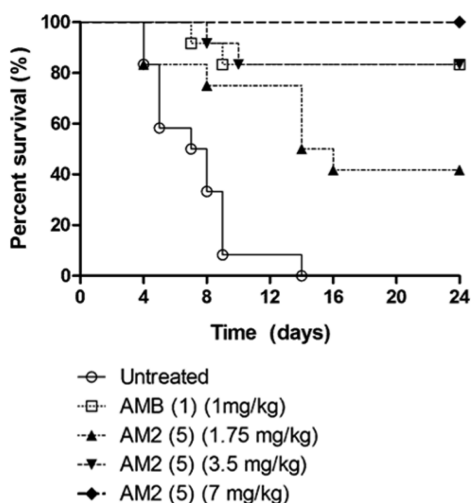 100
80
60
40
20
0
Percent survival (%)
0 4 8 12 16 20 24
Time (days)
Untreated
AMB (1) (1mg/kg)
AM2 (5) (1.75 mg/kg)
AM2 (5) (3.5 mg/kg)
AM2 (5) (7 mg/kg)